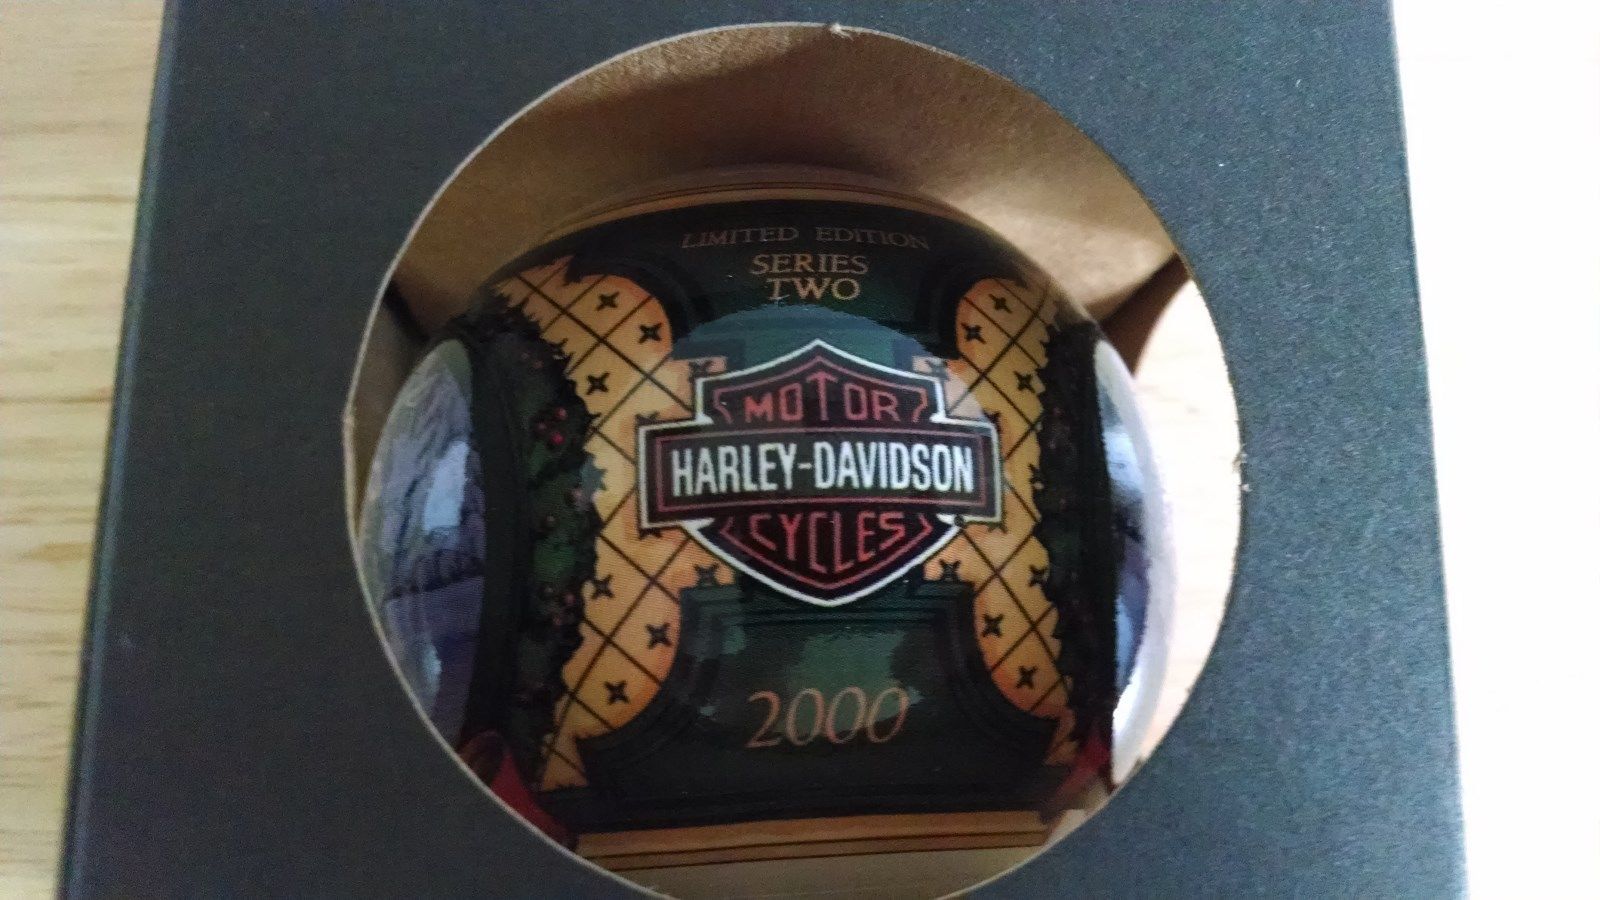 LIMITED EDITION
SERIES
TWO
MOTOR
HARLEY-DAVIDSON
CYCLES
2000